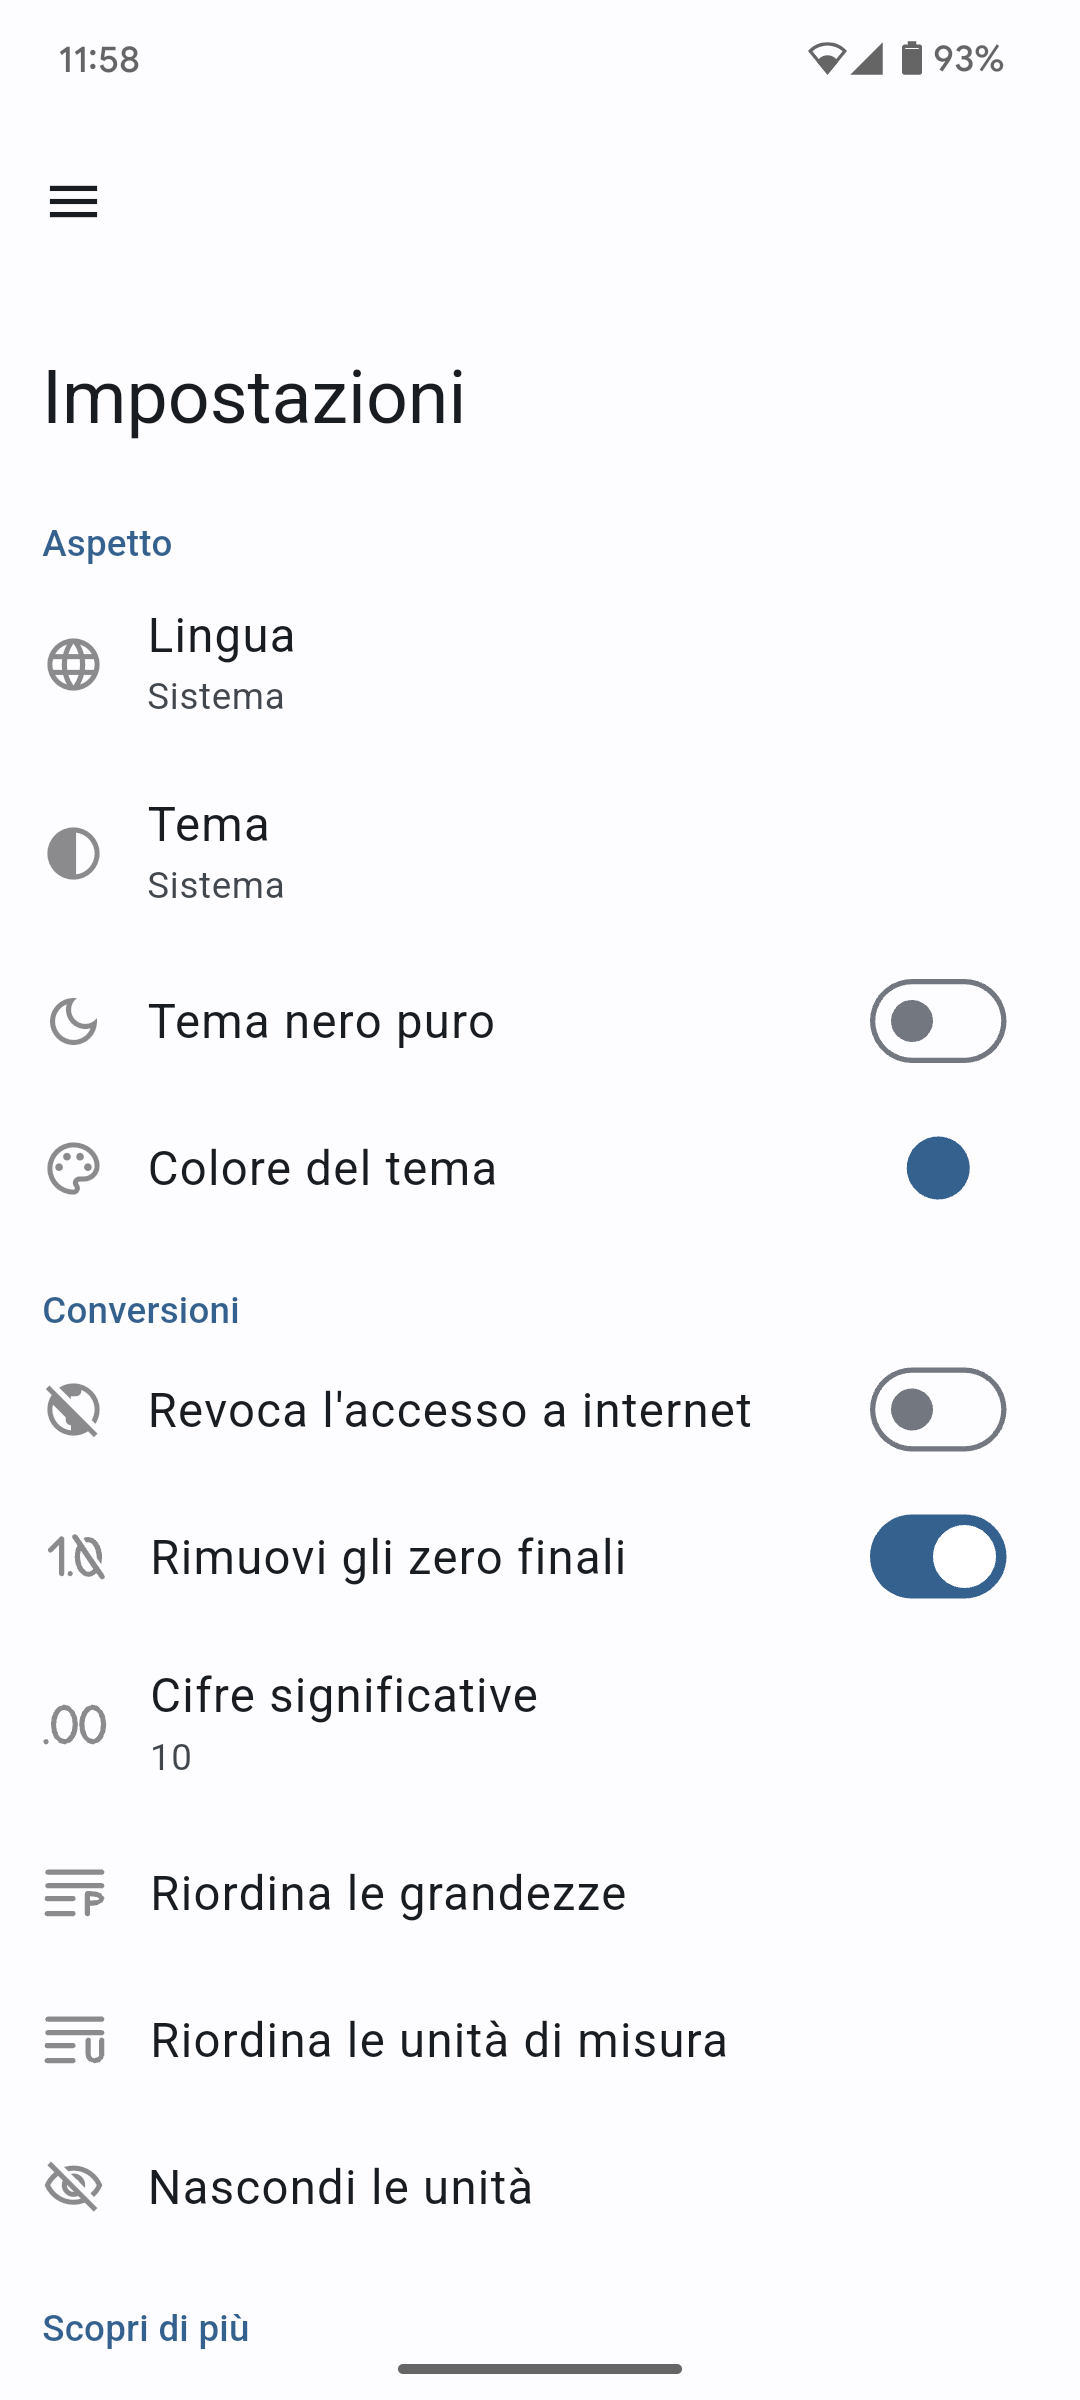 11:58
93%
Impostazioni
Aspetto
Lingua
Sistema
Tema
Sistema
Tema nero puro
Colore del tema
Conversioni
Revoca l'accesso a internet
Rimuovi gli zero finali
Cifre significative
10
Riordina le grandezze
Riordina le unità di misura
Nascondi le unità
Scopri di più